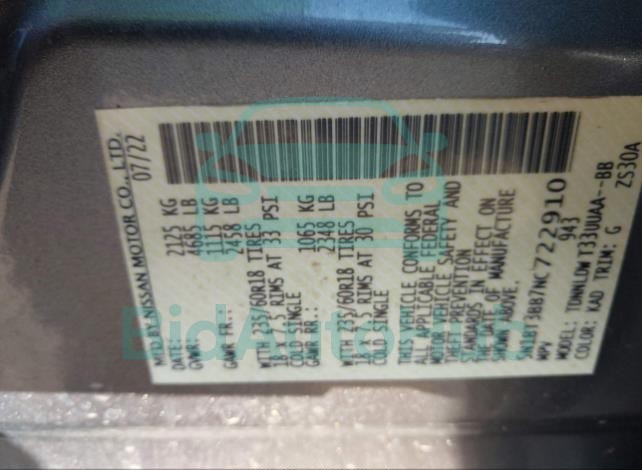 MFD BY NISSAN MOTOR CO., LTD.
DATE: 07/22
GVWR: 2125 KG
4685 LB
GAWR FR.: 1115 KG
2458 LB
WITH 235/60R18 TIRES
18 X 7.5 RIMS AT 33 PSI
COLD SINGLE
GAWR RR.: 1065 KG
2348 LB
WITH 235/60R18 TIRES
18 X 7.5 RIMS AT 30 PSI
COLD SINGLE
THIS VEHICLE CONFORMS TO
ALL APPLICABLE FEDERAL
MOTOR VEHICLE SAFETY AND
THEFT PREVENTION
STANDARDS IN EFFECT ON
THE DATE OF MANUFACTURE
SHOWN ABOVE.
5N1BT3BB7NC722910
MPV 943
MODEL: TDNNLDW T33UUAA--BB
COLOR: KAD TRIM: G ZS30A
BidAutoHub